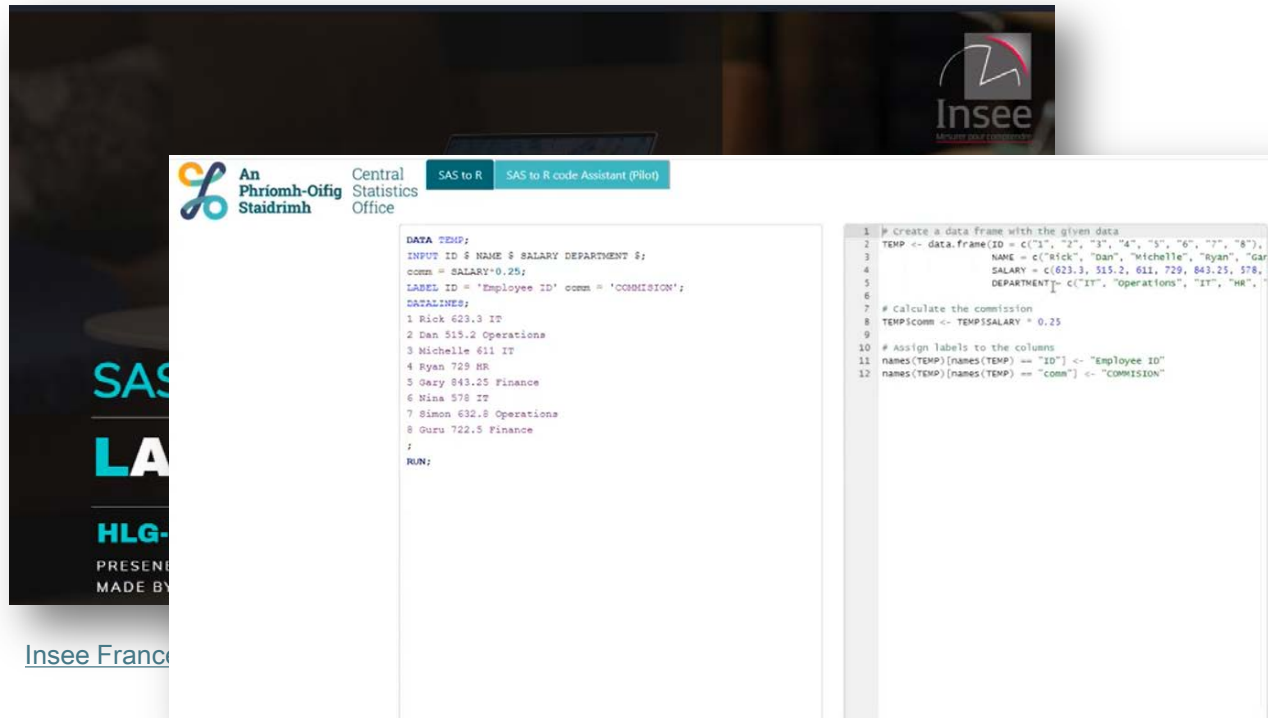 Insee
Mesurer pour comprendre
SAS
LA
HLG-
PRESENE
MADE BY
Insee France
An
Phríomh-Oifig
Staidrimh
Central
Statistics
Office
SAS to R
SAS to R code Assistant (Pilot)
DATA TEMP;
INPUT ID $ NAME $ SALARY DEPARTMENT $;
comm = SALARY*0.25;
LABEL ID = 'Employee ID' comm = 'COMMISION';
DATALINES;
1 Rick 623.3 IT
2 Dan 515.2 Operations
3 Michelle 611 IT
4 Ryan 729 HR
5 Gary 843.25 Finance
6 Nina 578 IT
7 Simon 632.8 Operations
8 Guru 722.5 Finance
;
RUN;
1 # Create a data frame with the given data
2 TEMP <- data.frame(ID = c("1", "2", "3", "4", "5", "6", "7", "8"),
3 NAME = c("Rick", "Dan", "Michelle", "Ryan", "Gar
4 SALARY = c(623.3, 515.2, 611, 729, 843.25, 578,
5 DEPARTMENT = c("IT", "Operations", "IT", "HR", "
6
7 # Calculate the commission
8 TEMP$comm <- TEMP$SALARY * 0.25
9
10 # Assign labels to the columns
11 names(TEMP)[names(TEMP) == "ID"] <- "Employee ID"
12 names(TEMP)[names(TEMP) == "comm"] <- "COMMISION"